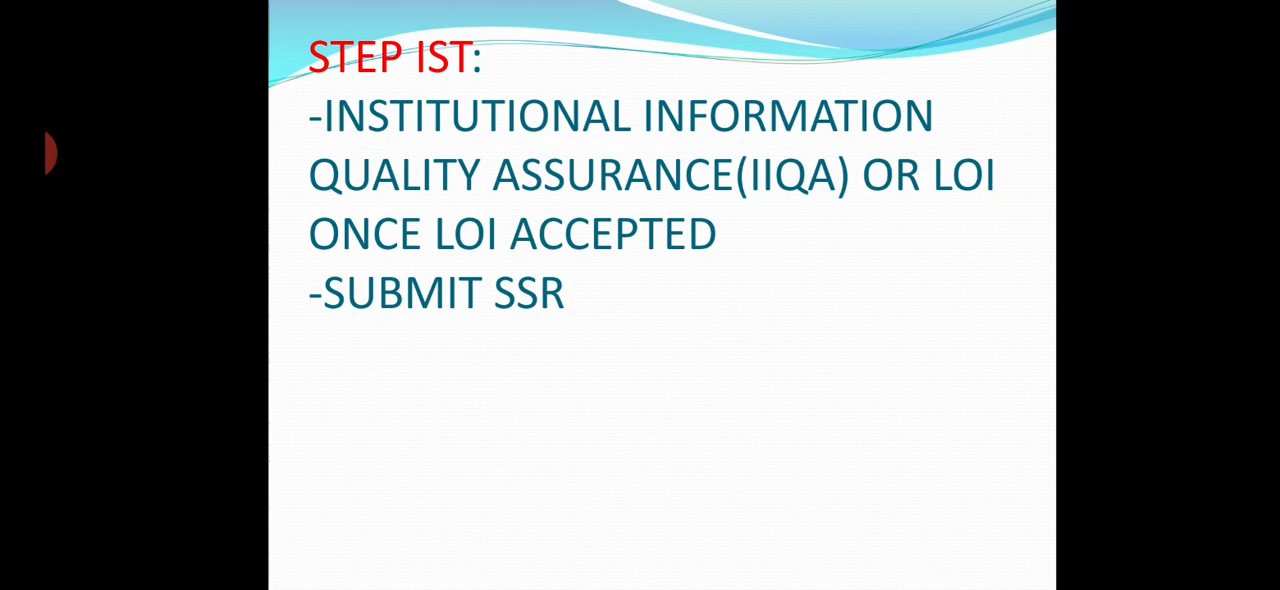 STEP IST:
-INSTITUTIONAL INFORMATION
QUALITY ASSURANCE(IIQA) OR LOI
ONCE LOI ACCEPTED
-SUBMIT SSR